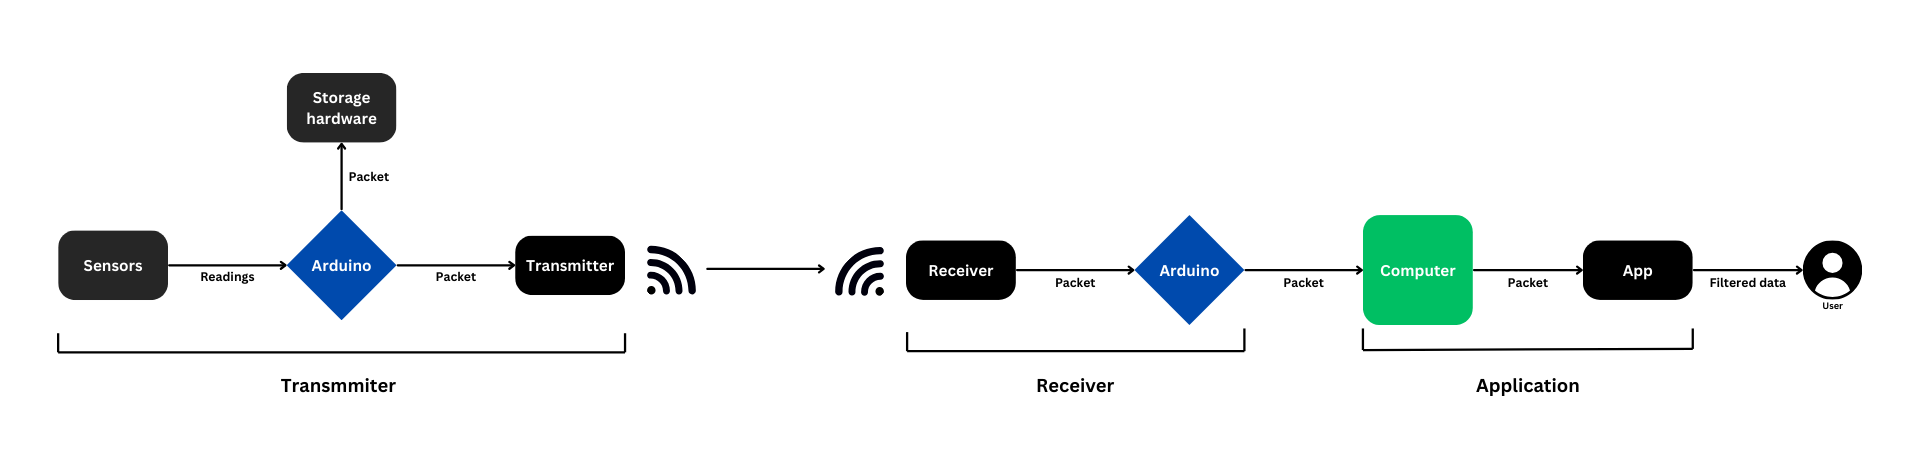 Storage
hardware
Packet
Sensors
Readings
Arduino
Packet
Transmitter
Receiver
Packet
Arduino
Packet
Computer
Packet
App
Filtered data
User
Transmmiter
Receiver
Application